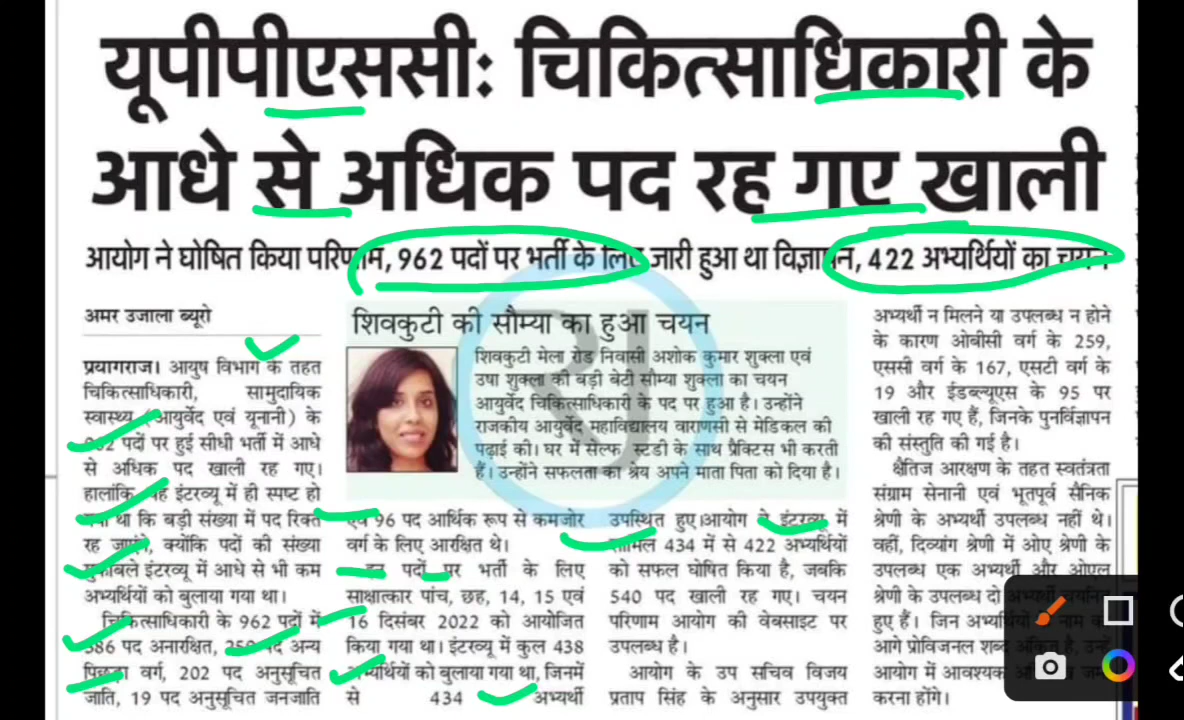 यूपीपीएससी: चिकित्साधिकारी के
आधे से अधिक पद रह गए खाली
आयोग ने घोषित किया परिणाम, 962 पदों पर भर्ती के लिए जारी हुआ था विज्ञापन, 422 अभ्यर्थियों का चयन
अमर उजाला ब्यूरो
प्रयागराज। आयुष विभाग के तहत
चिकित्साधिकारी, सामुदायिक
स्वास्थ्य (आयुर्वेद एवं यूनानी) के
962 पदों पर हुई सीधी भर्ती में आधे
से अधिक पद खाली रह गए।
हालांकि यह इंटरव्यू में ही स्पष्ट हो
गया था कि बड़ी संख्या में पद रिक्त
रह जाएंगे, क्योंकि पदों की संख्या
मुकाबले इंटरव्यू में आधे से भी कम
अभ्यर्थियों को बुलाया गया था।
चिकित्साधिकारी के 962 पदों में
386 पद अनारक्षित, 259 पद अन्य
पिछड़ा वर्ग, 202 पद अनुसूचित
जाति, 19 पद अनुसूचित जनजाति
शिवकुटी की सौम्या का हुआ चयन
शिवकुटी मेला रोड निवासी अशोक कुमार शुक्ला एवं
उषा शुक्ला की बड़ी बेटी सौम्या शुक्ला का चयन
आयुर्वेद चिकित्साधिकारी के पद पर हुआ है। उन्होंने
राजकीय आयुर्वेद महाविद्यालय वाराणसी से मेडिकल की
पढ़ाई की। घर में सेल्फ स्टडी के साथ प्रैक्टिस भी करती
हैं। उन्होंने सफलता का श्रेय अपने माता पिता को दिया है।
एवं 96 पद आर्थिक रूप से कमजोर
वर्ग के लिए आरक्षित थे।
इन पदों पर भर्ती के लिए
साक्षात्कार पांच, छह, 14, 15 एवं
16 दिसंबर 2022 को आयोजित
किया गया था। इंटरव्यू में कुल 438
अभ्यर्थियों को बुलाया गया था, जिनमें
से 434 अभ्यर्थी
उपस्थित हुए।आयोग ने इंटरव्यू में
शामिल 434 में से 422 अभ्यर्थियों
को सफल घोषित किया है, जबकि
540 पद खाली रह गए। चयन
परिणाम आयोग की वेबसाइट पर
उपलब्ध है।
आयोग के उप सचिव विजय
प्रताप सिंह के अनुसार उपयुक्त
अभ्यर्थी न मिलने या उपलब्ध न होने
के कारण ओबीसी वर्ग के 259,
एससी वर्ग के 167, एसटी वर्ग के
19 और ईडब्ल्यूएस के 95 पर
खाली रह गए हैं, जिनके पुनर्विज्ञापन
की संस्तुति की गई है।
क्षैतिज आरक्षण के तहत स्वतंत्रता
संग्राम सेनानी एवं भूतपूर्व सैनिक
श्रेणी के अभ्यर्थी उपलब्ध नहीं थे।
वहीं, दिव्यांग श्रेणी में ओए श्रेणी के
उपलब्ध एक अभ्यर्थी और ओएल
श्रेणी के उपलब्ध दो अभ्यर्थी चयनित
हुए हैं। जिन अभ्यर्थियों के नाम के
आगे प्रोविजनल शब्द अंकित है, उन्हें
आयोग में आवश्यक
करना होंगे।